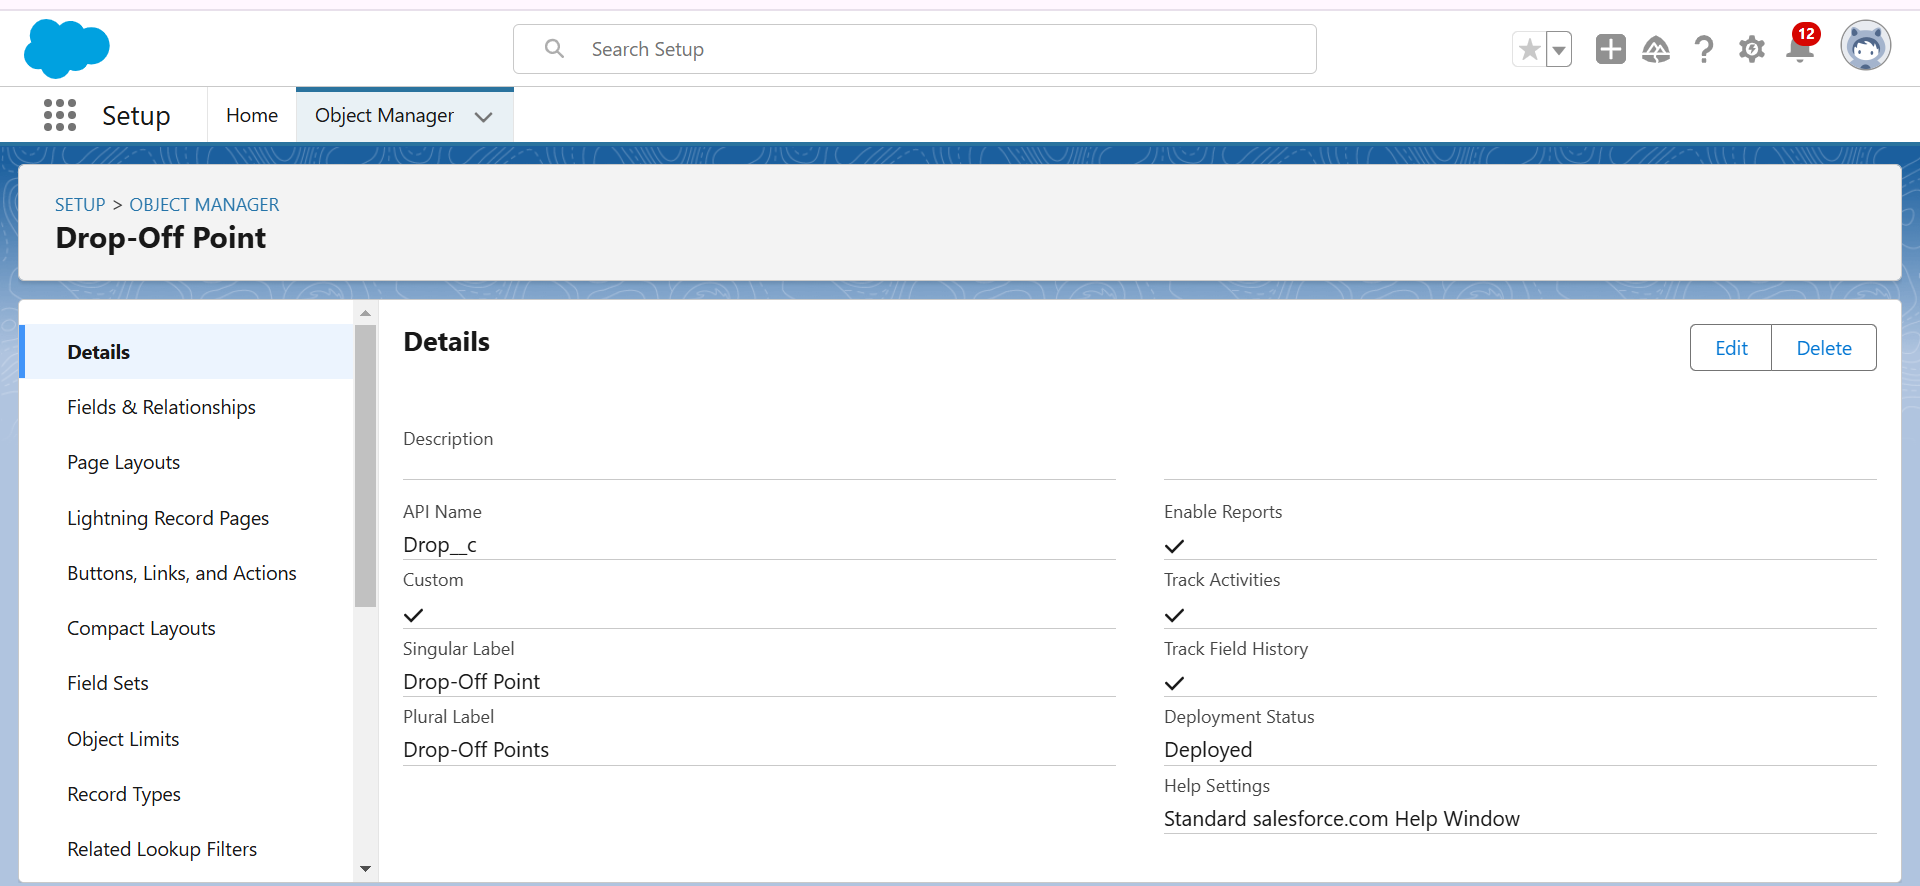 Search Setup
12
Setup
Home
Object Manager
SETUP > OBJECT MANAGER
Drop-Off Point
Details
Fields & Relationships
Page Layouts
Lightning Record Pages
Buttons, Links, and Actions
Compact Layouts
Field Sets
Object Limits
Record Types
Related Lookup Filters
Details
Edit
Delete
Description
API Name
Drop__c
Custom
Singular Label
Drop-Off Point
Plural Label
Drop-Off Points
Enable Reports
Track Activities
Track Field History
Deployment Status
Deployed
Help Settings
Standard salesforce.com Help Window